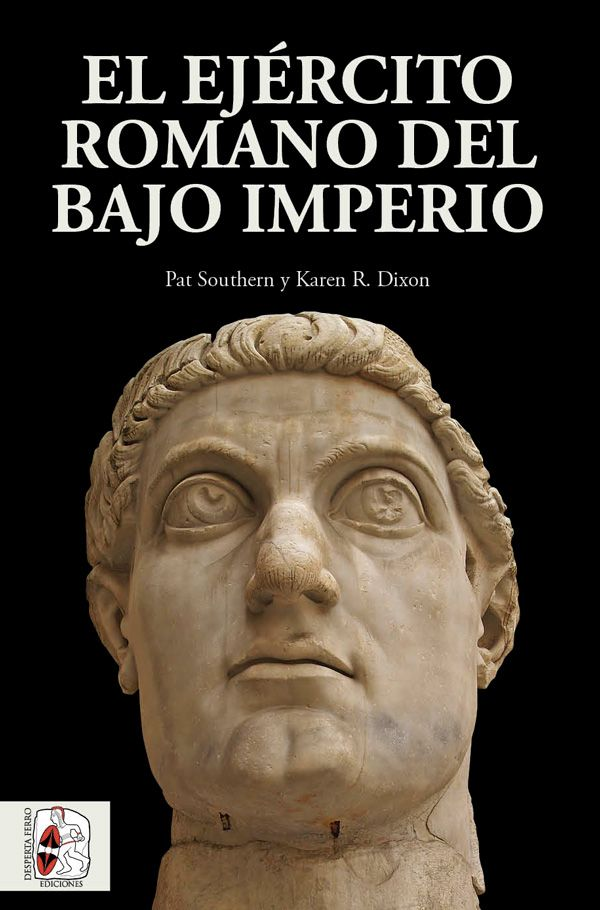 EL EJÉRCITO
ROMANO DEL
BAJO IMPERIO
Pat Southern y Karen R. Dixon
DESPERTA FERRO
EDICIONES